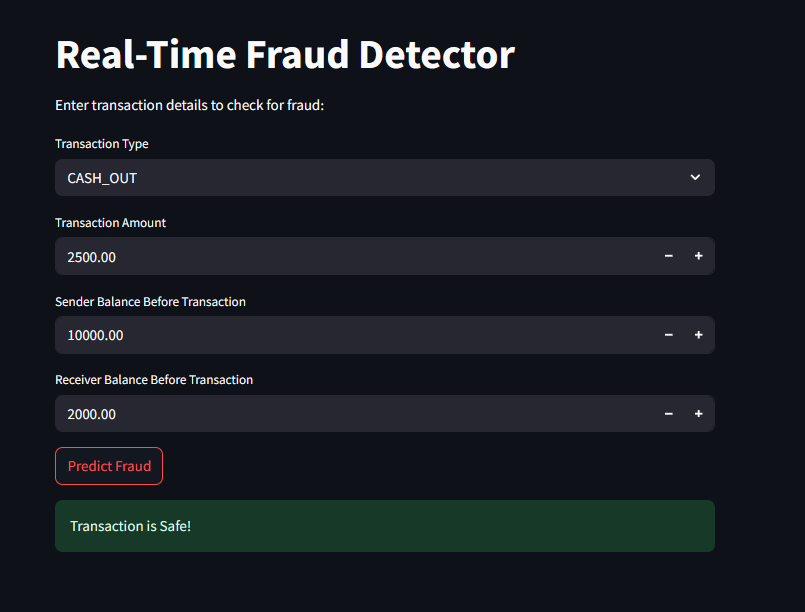 Real-Time Fraud Detector
Enter transaction details to check for fraud:
Transaction Type
CASH_OUT
Transaction Amount
2500.00
Sender Balance Before Transaction
10000.00
Receiver Balance Before Transaction
2000.00
Predict Fraud
Transaction is Safe!